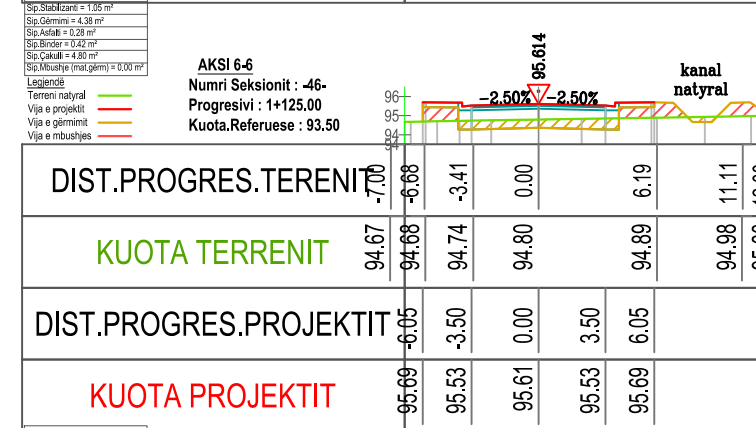 Sip.Stabilizanti = 1.05 m²
Sip.Gërmimi = 4.38 m²
Sip.Asfalti = 0.28 m²
Sip.Binder = 0.42 m²
Sip.Çakulli = 4.80 m²
Sip.Mbushje (mat.gërm) = 0.00 m²
Legjendë
Terreni natyral
Vija e projektit
Vija e gërmimit
Vija e mbushjes
AKSI 6-6
Numri Seksionit : -46-
Progresivi : 1+125.00
Kuota.Referuese : 93.50
95.614
-2.50% -2.50%
kanal
natyral
96
95
94
DIST.PROGRES.TERENIT -7.00 -6.68 -3.41 0.00 6.19 11.11
KUOTA TERRENIT 94.67 94.68 94.74 94.80 94.89 94.98
DIST.PROGRES.PROJEKTIT -6.05 -3.50 0.00 3.50 6.05
KUOTA PROJEKTIT 95.69 95.53 95.61 95.53 95.69